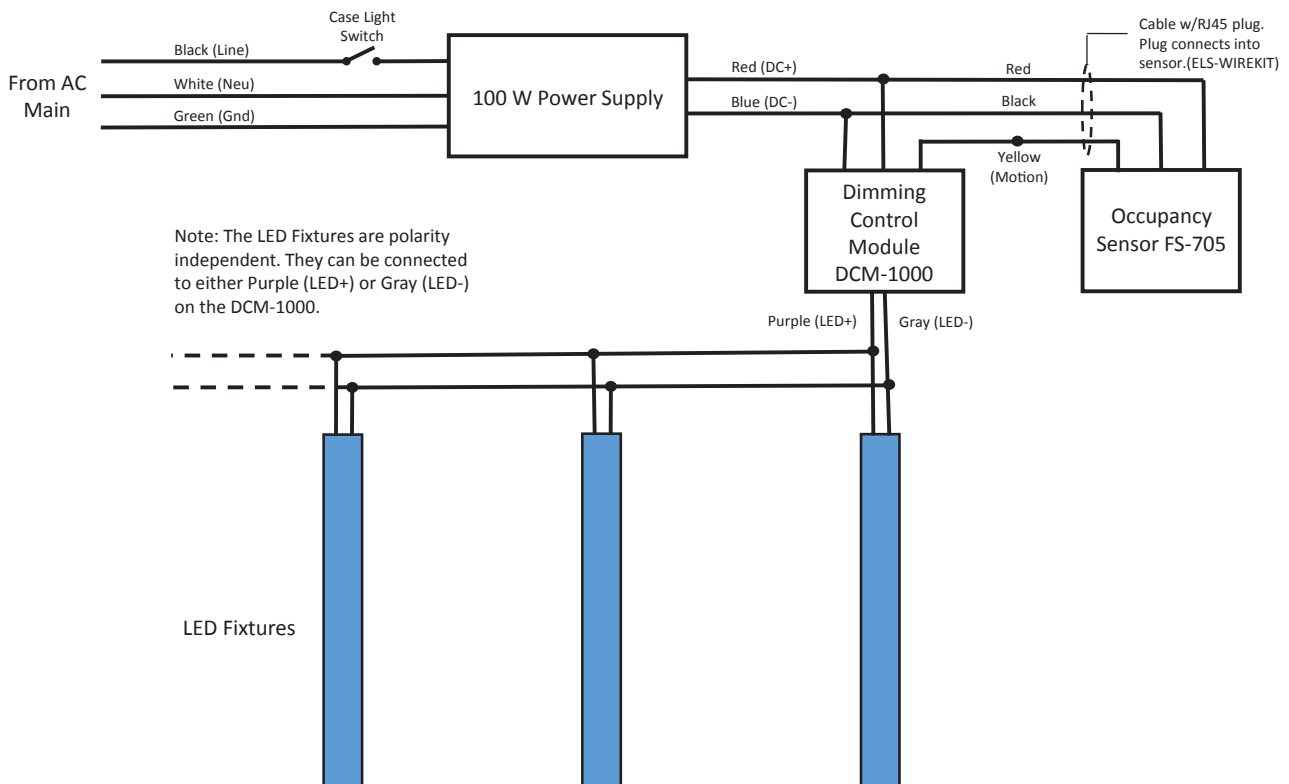 Case Light
Switch
Black (Line)
From AC
Main
White (Neu)
Green (Gnd)
100 W Power Supply
Red (DC+)
Blue (DC-)
Red
Black
Yellow
(Motion)
Cable w/RJ45 plug.
Plug connects into
sensor.(ELS-WIREKIT)
Dimming
Control
Module
DCM-1000
Occupancy
Sensor FS-705
Note: The LED Fixtures are polarity
independent. They can be connected
to either Purple (LED+) or Gray (LED-)
on the DCM-1000.
Purple (LED+)
Gray (LED-)
LED Fixtures